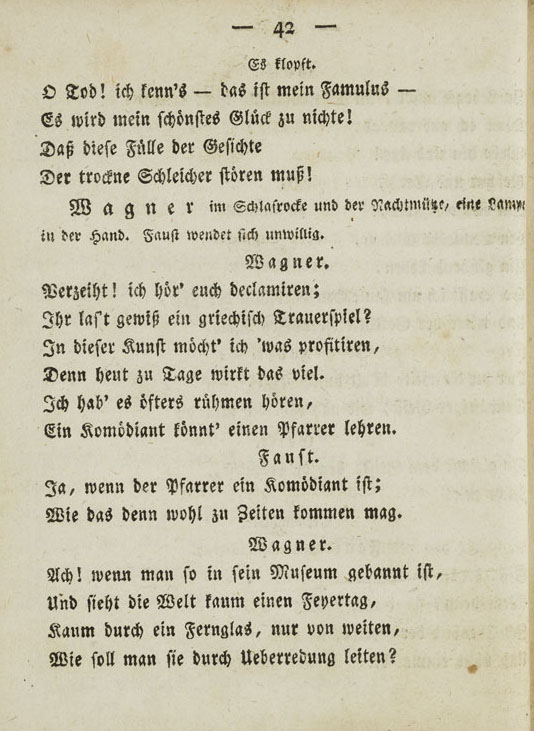 — 42 —
Es klopft.
O Tod! ich kenn's — das ist mein Famulus —
Es wird mein schönstes Glück zu nichte!
Daß diese Fülle der Gesichte
Der trockne Schleicher stören muß!
Wagner im Schlafrocke und der Nachtmütze, eine Lampe
in der Hand. Faust wendet sich unwillig.
Wagner.
Verzeiht! ich hör' euch declamiren;
Ihr las't gewiß ein griechisch Trauerspiel?
In dieser Kunst möcht' ich 'was profitiren,
Denn heut zu Tage wirkt das viel.
Ich hab' es öfters rühmen hören,
Ein Komödiant könnt' einen Pfarrer lehren.
Faust.
Ja, wenn der Pfarrer ein Komödiant ist;
Wie das denn wohl zu Zeiten kommen mag.
Wagner.
Ach! wenn man so in sein Museum gebannt ist,
Und sieht die Welt kaum einen Feyertag,
Kaum durch ein Fernglas, nur von weiten,
Wie soll man sie durch Ueberredung leiten?